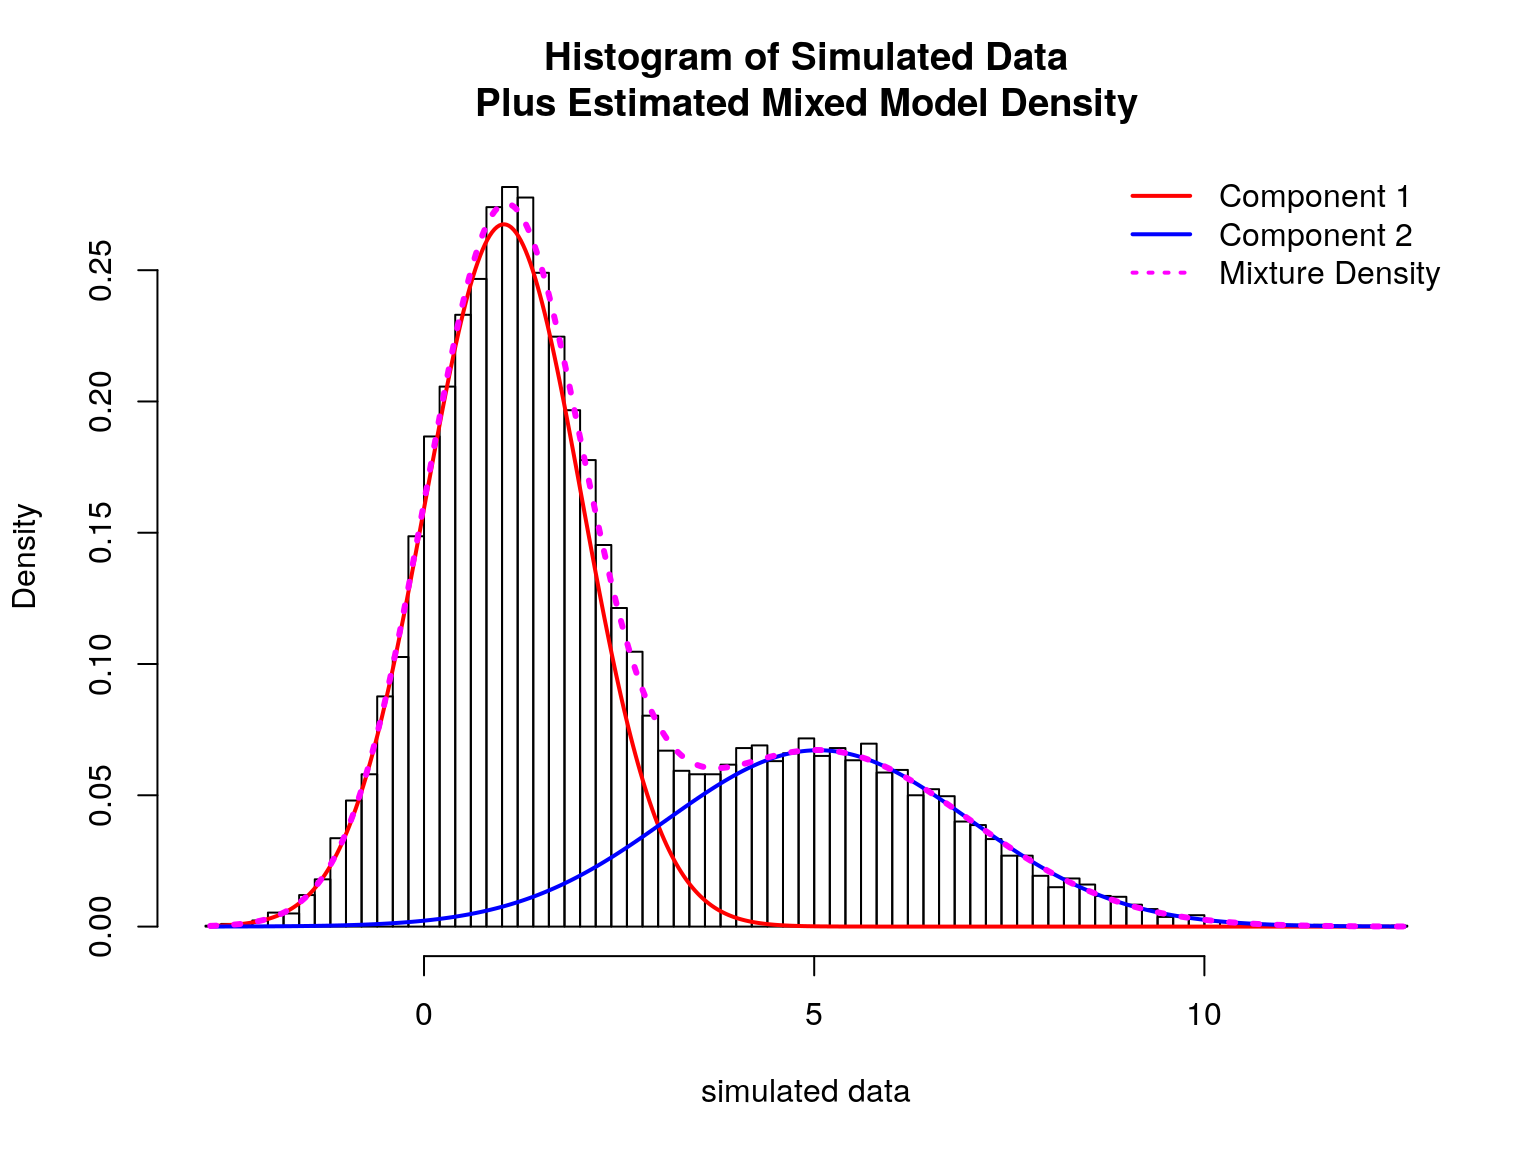 Histogram of Simulated Data
Plus Estimated Mixed Model Density
Component 1
Component 2
Mixture Density
Density
0.25
0.20
0.15
0.10
0.05
0.00
0 5 10
simulated data